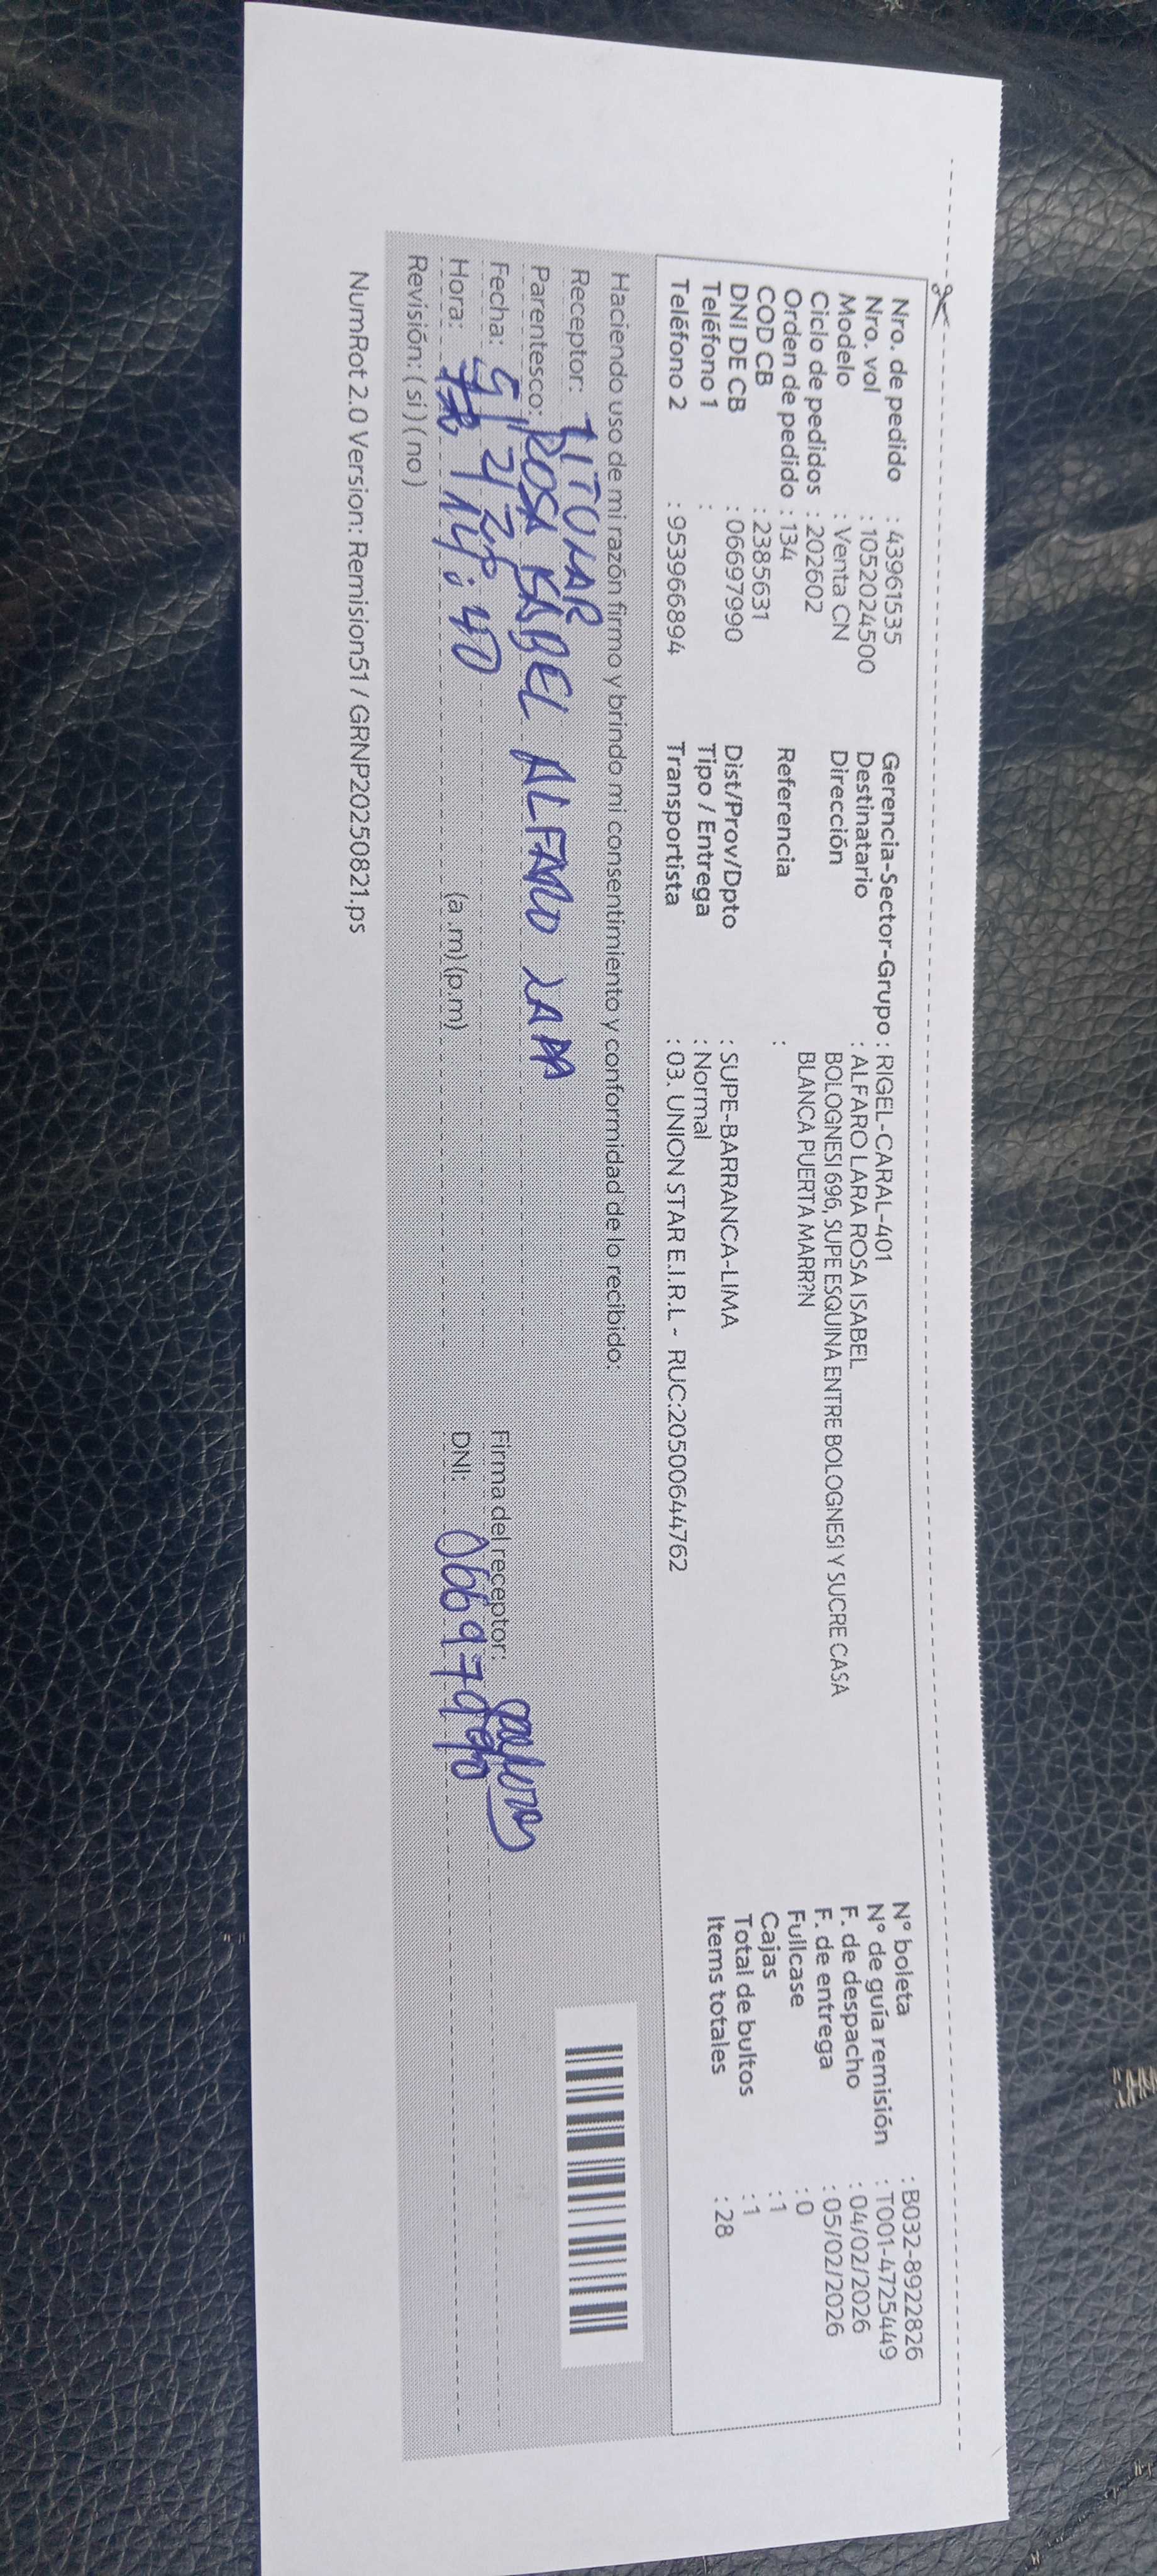 Nro. de pedido : 43961535
Nro. vol : 1052024500
Modelo : Venta CN
Ciclo de pedidos : 202602
Orden de pedido : 134
COD CB : 2385631
DNI DE CB : 06697990
Teléfono 1 :
Teléfono 2 : 953966894
Gerencia-Sector-Grupo : RIGEL-CARAL-401
Destinatario : ALFARO LARA ROSA ISABEL
Dirección BOLOGNESI 696, SUPE ESQUINA ENTRE BOLOGNESI Y SUCRE CASA
BLANCA PUERTA MARR?N
Referencia :
Dist/Prov/Dpto : SUPE-BARRANCA-LIMA
Tipo / Entrega : Normal
Transportista : 03. UNION STAR E.I.R.L - RUC:20500644762
N° boleta : B032-8922826
N° de guía remisión : T001-4725449
F. de despacho : 04/02/2026
F. de entrega : 05/02/2026
Fullcase : 0
Cajas : 1
Total de bultos : 1
Items totales : 28
Haciendo uso de mi razón firmo y brindo mi consentimiento y conformidad de lo recibido:
Receptor: TITULAR
Parentesco: ROSA ISABEL ALFARO LARA
Fecha: 5/2/26
Hora: 14:40 (a.m) (p.m)
Revisión: (si) (no)
Firma del receptor:
DNI: 06697990
NumRot 2.0 Version: Remision51 / GRNP20250821.ps